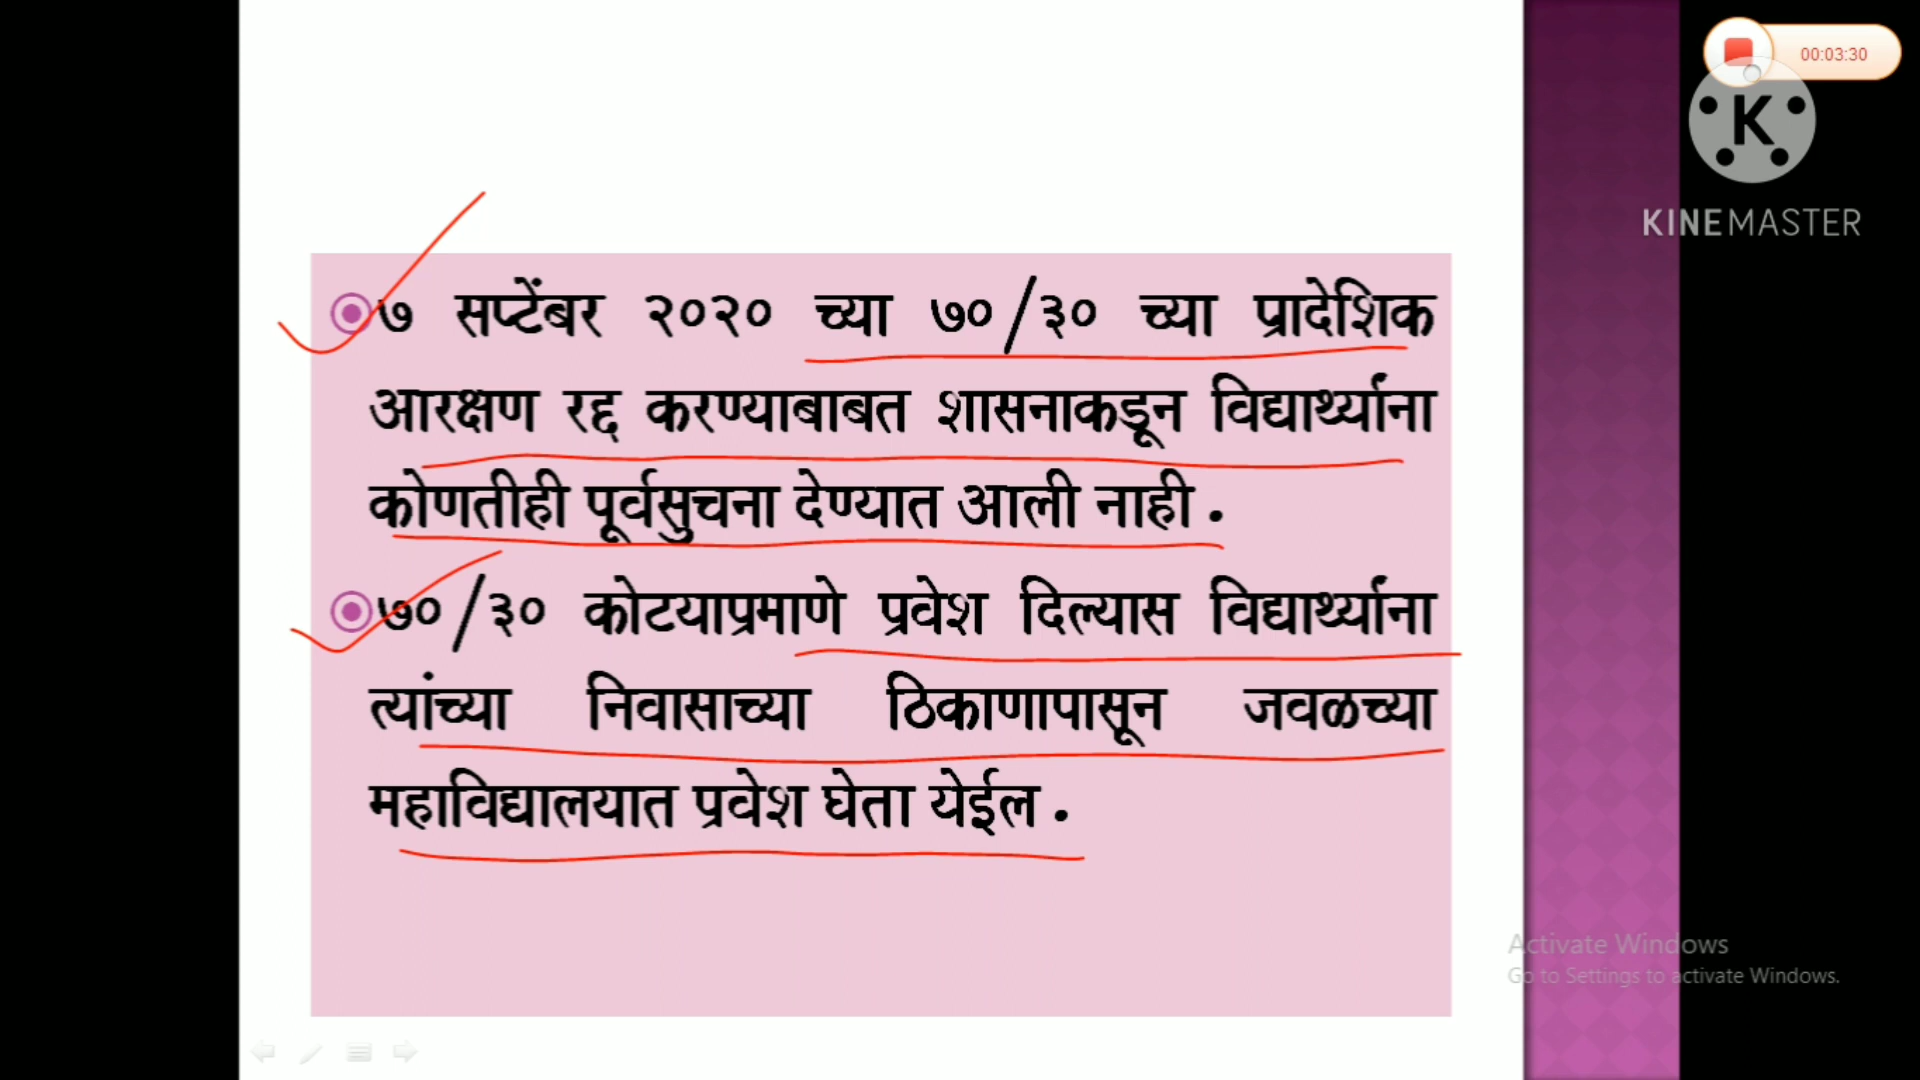 00:03:30
K
KINEMASTER
७ सप्टेंबर २०२० च्या ७०/३० च्या प्रादेशिक
आरक्षण रद्द करण्याबाबत शासनाकडून विद्यार्थ्यांना
कोणतीही पूर्वसुचना देण्यात आली नाही.
७०/३० कोटयाप्रमाणे प्रवेश दिल्यास विद्यार्थ्यांना
त्यांच्या निवासाच्या ठिकाणापासून जवळच्या
महाविद्यालयात प्रवेश घेता येईल.
Activate Windows
Go to Settings to activate Windows.